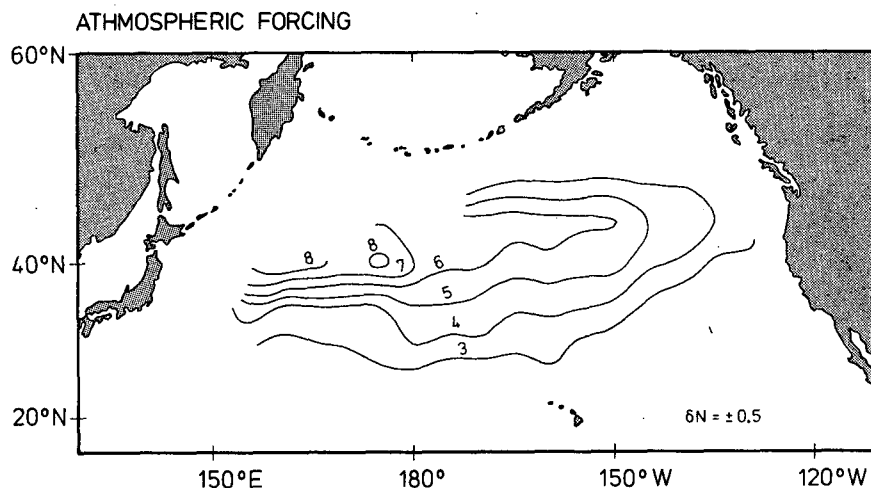 ATHMOSPHERIC FORCING
60°N
8
8
7
6
40°N
5
4
3
20°N
δN = ±0.5
150°E
180°
150°W
120°W